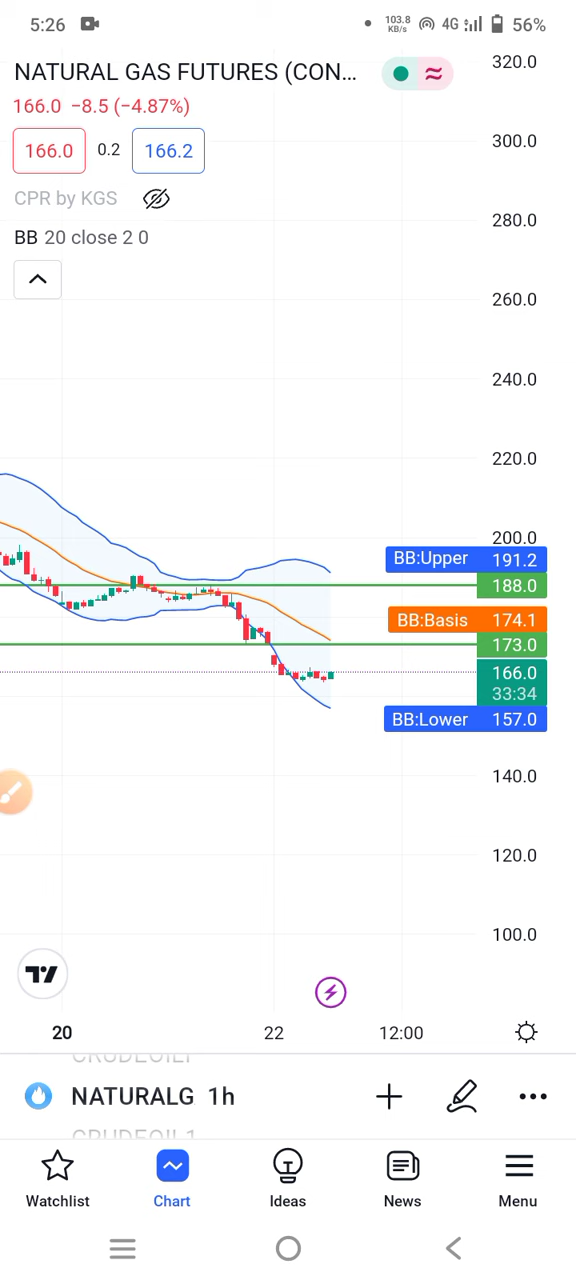 5:26 103.8 KB/s 4G 56%
NATURAL GAS FUTURES (CON...
166.0 −8.5 (−4.87%)
166.0 0.2 166.2
CPR by KGS
BB 20 close 2 0
320.0
300.0
280.0
260.0
240.0
220.0
200.0
BB:Upper 191.2
188.0
BB:Basis 174.1
173.0
166.0
33:34
BB:Lower 157.0
140.0
120.0
100.0
20 22 12:00
NATURALG 1h
Watchlist Chart Ideas News Menu